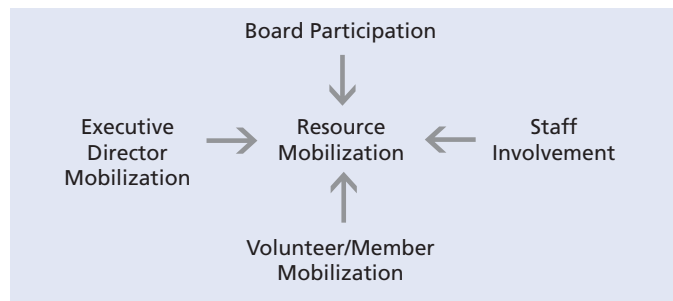 Board Participation
Executive
Director
Mobilization
Resource
Mobilization
Staff
Involvement
Volunteer/Member
Mobilization